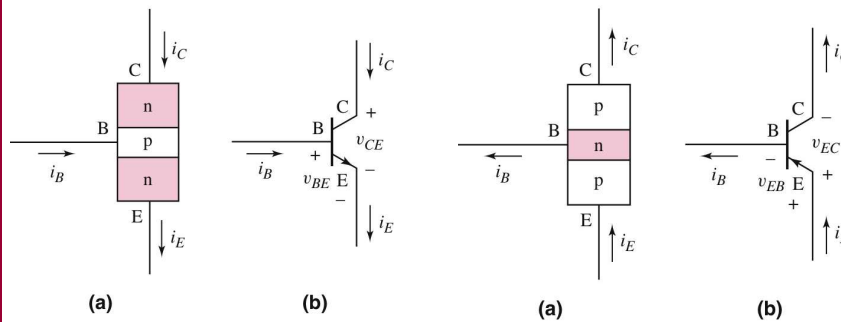 i_C
C
n
B
p
i_B
n
E
i_E
(a)
i_C
C
+
B
v_CE
+
i_B
v_BE
E
−
−
i_E
(b)
i_C
C
p
B
n
i_B
p
E
i_E
(a)
C
−
B
v_EC
−
i_B
v_EB
E
+
+
(b)